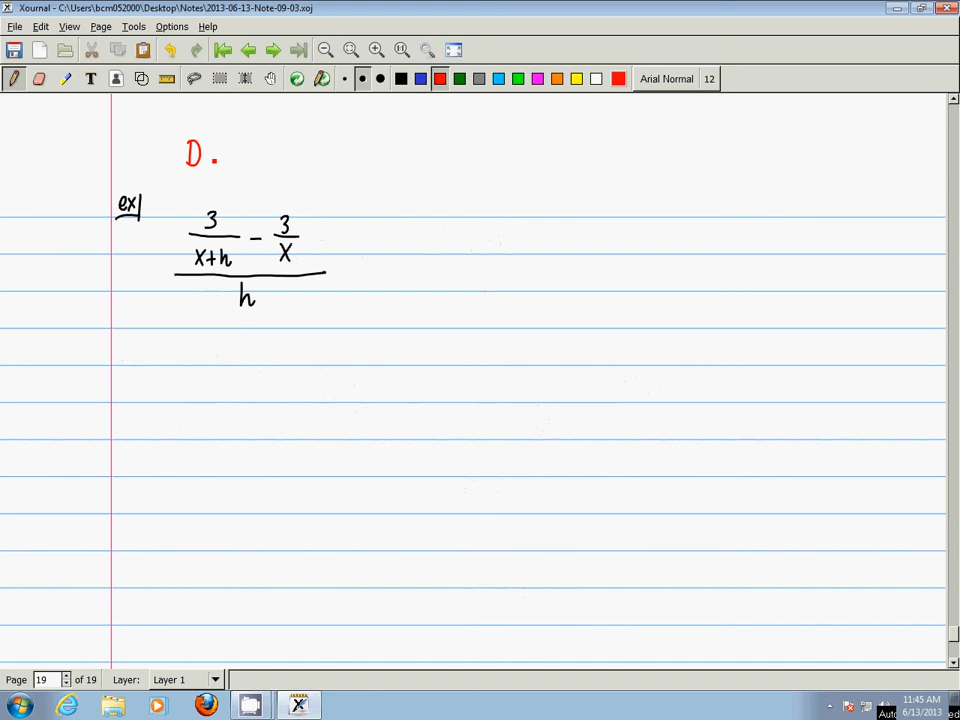 Xournal - C:\Users\bcm052000\Desktop\Notes\2013-06-13-Note-09-03.xoj
File Edit View Page Tools Options Help
T Arial Normal 12
D.
ex
3 3
— - —
x+h x
h
Page 19 of 19 Layer: Layer 1
11:45 AM
6/13/2013